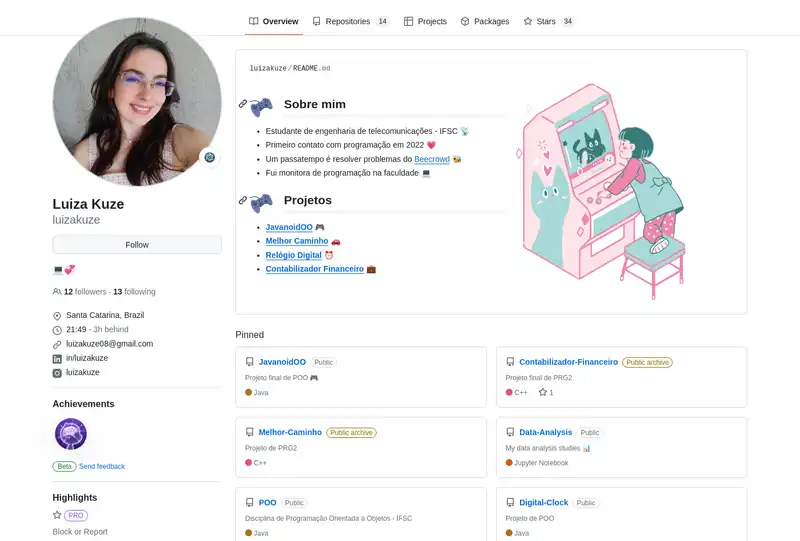 Overview
Repositories 14
Projects
Packages
Stars 34
Luiza Kuze
luizakuze
Follow
12 followers · 13 following
Santa Catarina, Brazil
21:49 - 3h behind
luizakuze08@gmail.com
in/luizakuze
luizakuze
Achievements
Beta Send feedback
Highlights
PRO
Block or Report
luizakuze / README.md
Sobre mim
Estudante de engenharia de telecomunicações - IFSC 📡
Primeiro contato com programação em 2022 💗
Um passatempo é resolver problemas do Beecrowd 🐝
Fui monitora de programação na faculdade 💻
Projetos
JavanoidOO 🎮
Melhor Caminho 🚗
Relógio Digital ⏰
Contabilizador Financeiro 💼
Pinned
JavanoidOO Public
Projeto final de POO 🎮
Java
Contabilizador-Financeiro Public archive
Projeto final de PRG2
C++ 1
Melhor-Caminho Public archive
Projeto de PRG2
C++
Data-Analysis Public
My data analysis studies 📊
Jupyter Notebook
POO Public
Disciplina de Programação Orientada a Objetos - IFSC
Java
Digital-Clock Public
Projeto de POO
Java